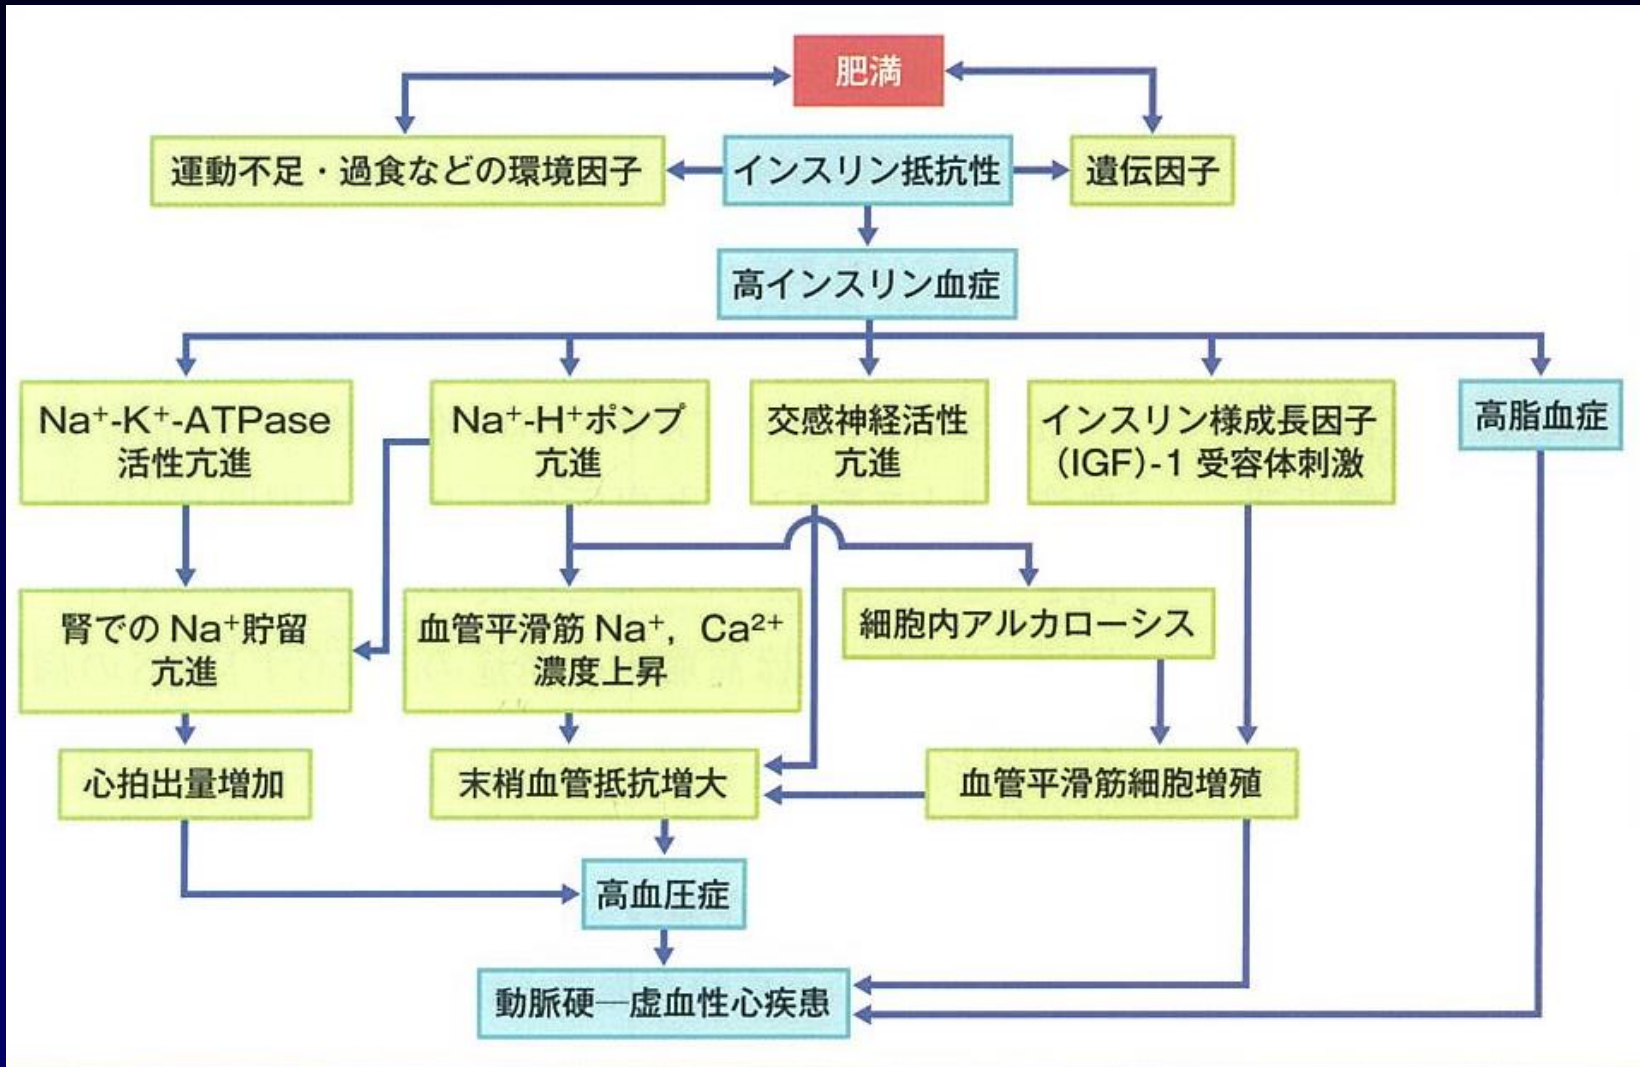 肥満
運動不足・過食などの環境因子
インスリン抵抗性
遺伝因子
高インスリン血症
Na⁺-K⁺-ATPase
活性亢進
Na⁺-H⁺ポンプ
亢進
交感神経活性
亢進
インスリン様成長因子
(IGF)-1 受容体刺激
高脂血症
腎での Na⁺貯留
亢進
血管平滑筋 Na⁺, Ca²⁺
濃度上昇
細胞内アルカローシス
心拍出量増加
末梢血管抵抗増大
血管平滑筋細胞増殖
高血圧症
動脈硬―虚血性心疾患